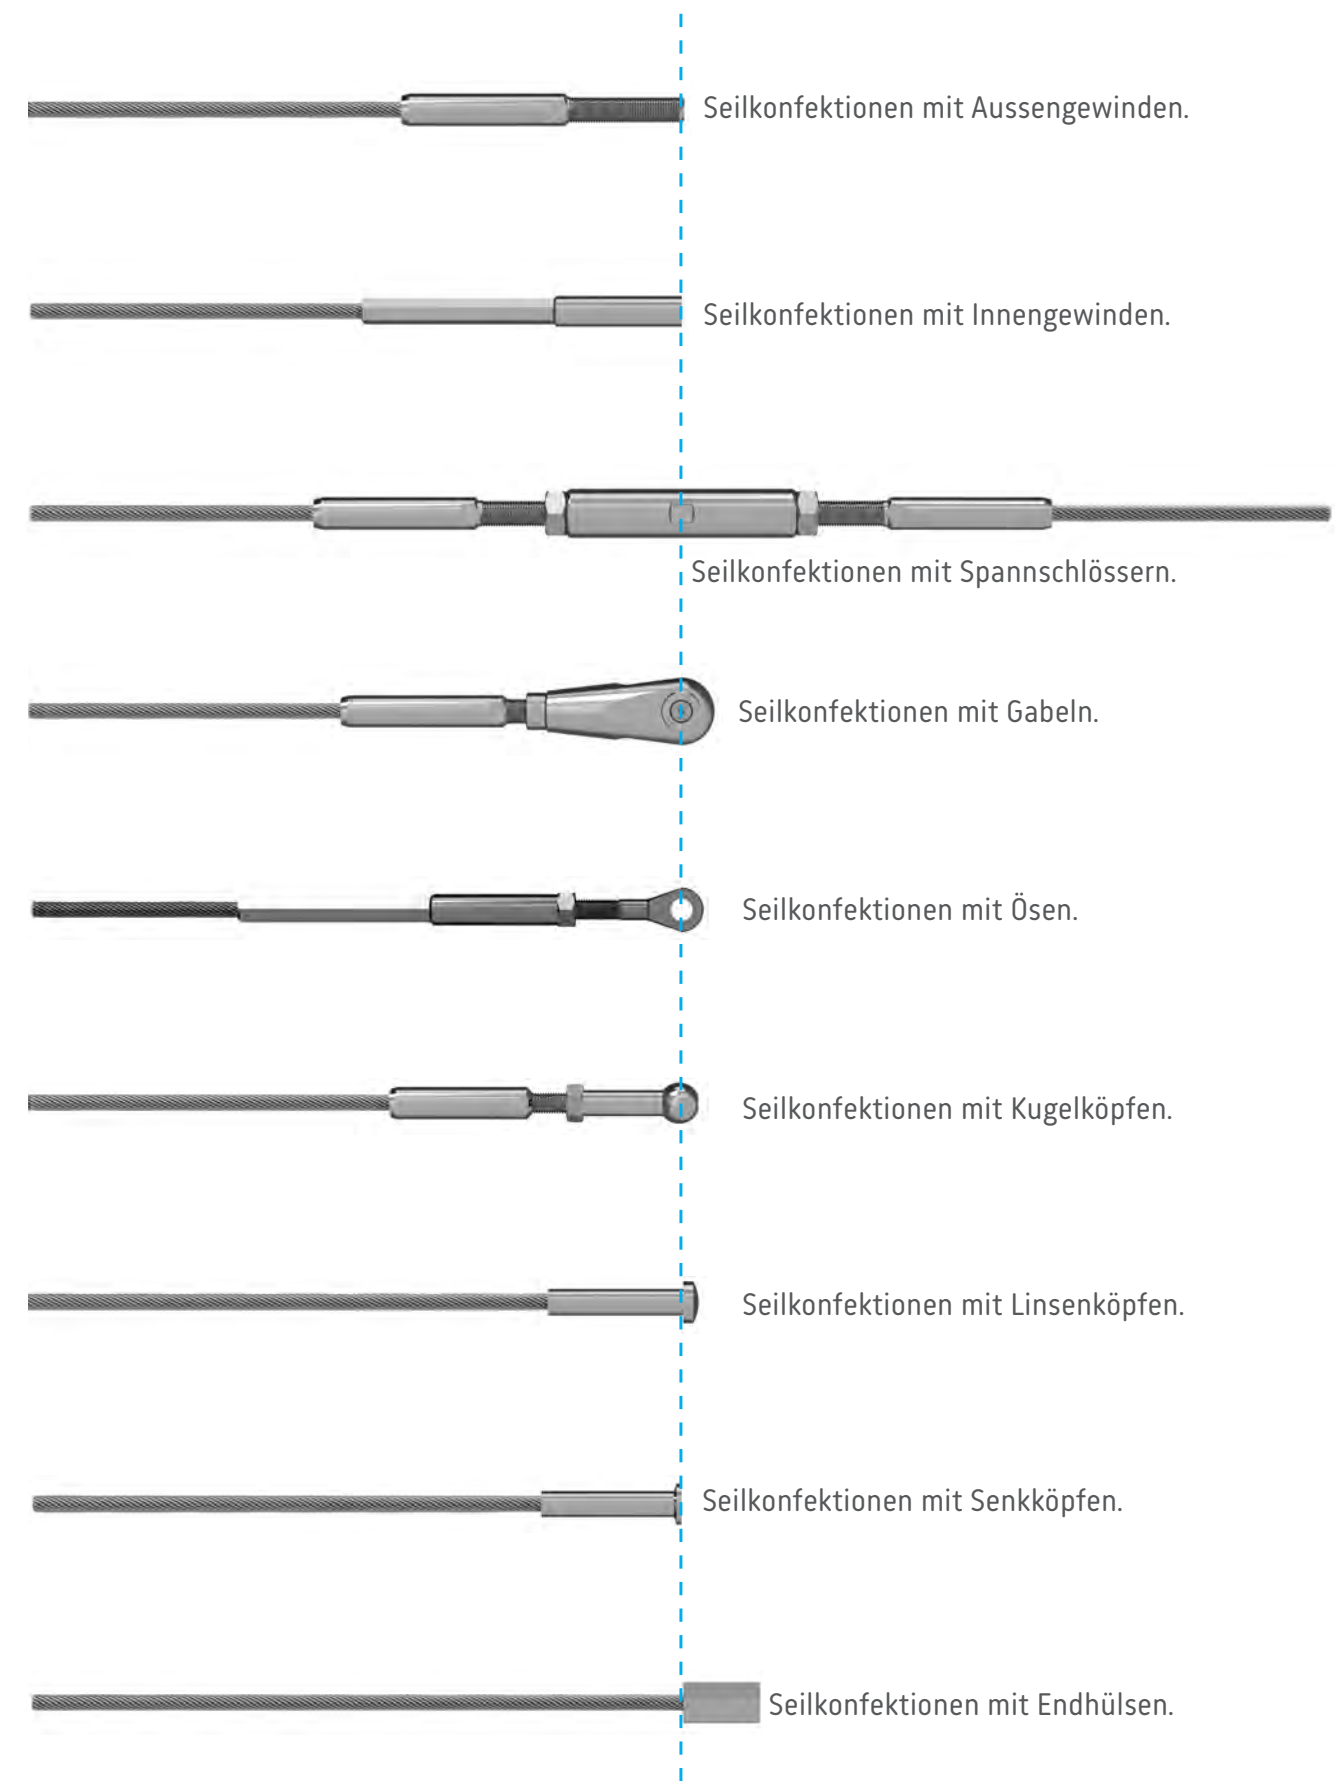 Seilkonfektionen mit Aussengewinden.
Seilkonfektionen mit Innengewinden.
Seilkonfektionen mit Spannschlössern.
Seilkonfektionen mit Gabeln.
Seilkonfektionen mit Ösen.
Seilkonfektionen mit Kugelköpfen.
Seilkonfektionen mit Linsenköpfen.
Seilkonfektionen mit Senkköpfen.
Seilkonfektionen mit Endhülsen.